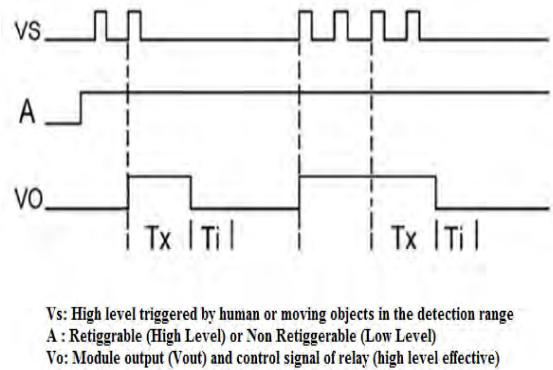 VS
A
VO
Tx Ti Tx Ti
Vs: High level triggered by human or moving objects in the detection range
A : Retiggrable (High Level) or Non Retiggerable (Low Level)
Vo: Module output (Vout) and control signal of relay (high level effective)